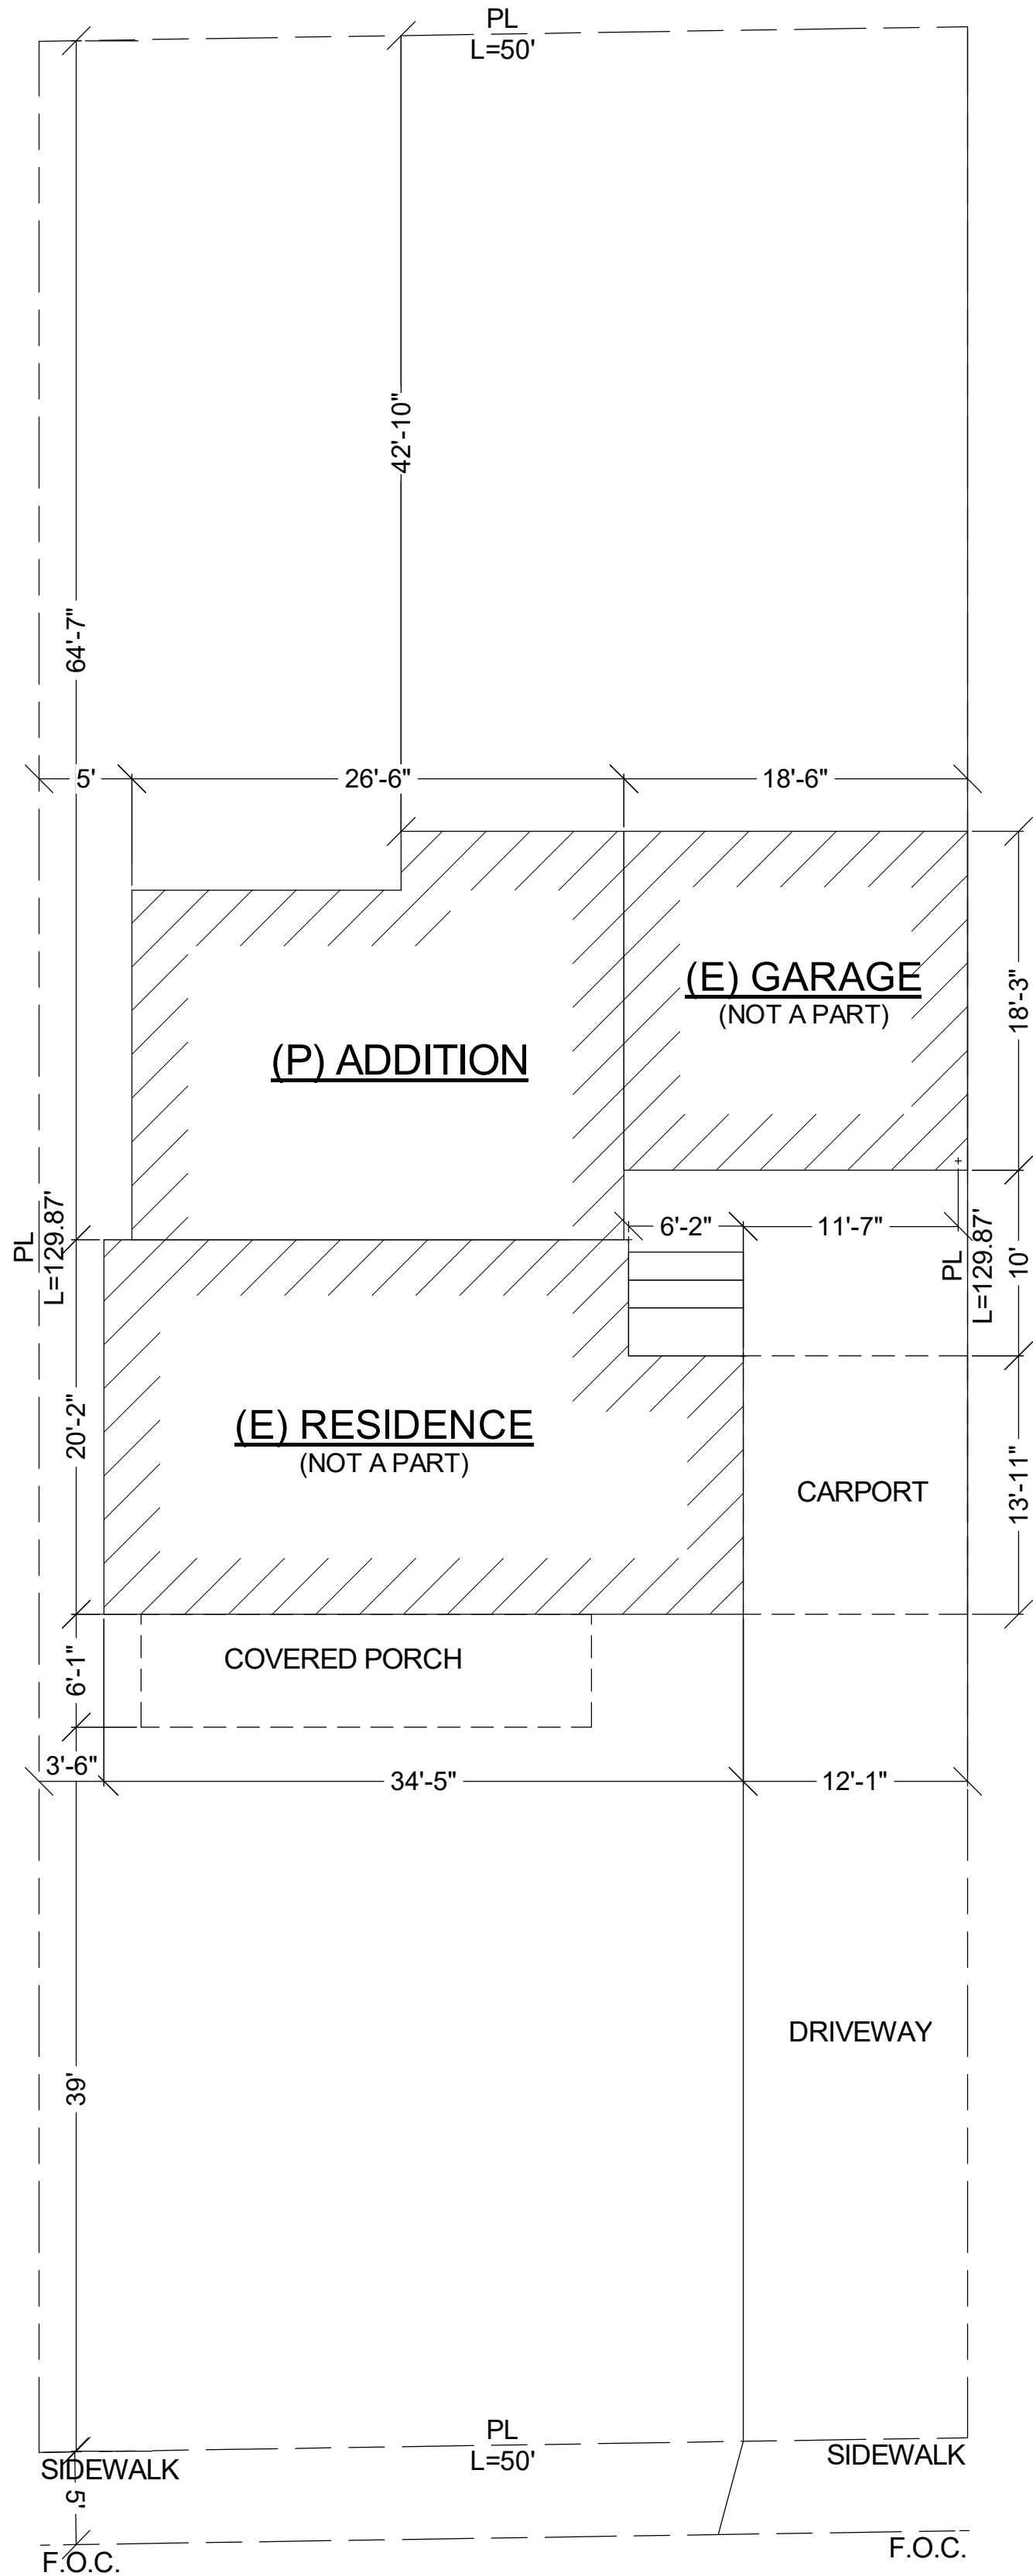 PL
L=50'
42'-10"
64'-7"
5'
26'-6"
18'-6"
(E) GARAGE
(NOT A PART)
18'-3"
(P) ADDITION
PL
L=129.87'
6'-2"
11'-7"
PL
L=129.87'
10'
20'-2"
(E) RESIDENCE
(NOT A PART)
CARPORT
13'-11"
6'-1"
COVERED PORCH
3'-6"
34'-5"
12'-1"
DRIVEWAY
39'
PL
L=50'
SIDEWALK
SIDEWALK
5'
F.O.C.
F.O.C.